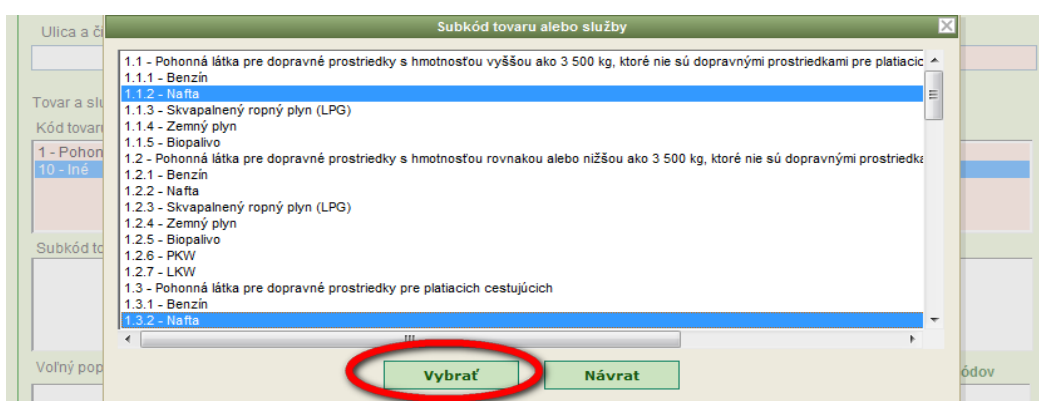 Subkód tovaru alebo služby
Ulica a čí
1.1 - Pohonná látka pre dopravné prostriedky s hmotnosťou vyššou ako 3 500 kg, ktoré nie sú dopravnými prostriedkami pre platiacic
1.1.1 - Benzín
1.1.2 - Nafta
1.1.3 - Skvapalnený ropný plyn (LPG)
1.1.4 - Zemný plyn
1.1.5 - Biopalivo
1.2 - Pohonná látka pre dopravné prostriedky s hmotnosťou rovnakou alebo nižšou ako 3 500 kg, ktoré nie sú dopravnými prostriedka
1.2.1 - Benzín
1.2.2 - Nafta
1.2.3 - Skvapalnený ropný plyn (LPG)
1.2.4 - Zemný plyn
1.2.5 - Biopalivo
1.2.6 - PKW
1.2.7 - LKW
1.3 - Pohonná látka pre dopravné prostriedky pre platiacich cestujúcich
1.3.1 - Benzín
1.3.2 - Nafta
Tovar a slu
Kód tovaru
1 - Pohon
10 - Iné
Subkód to
Voľný pop
ódov
Vybrať
Návrat